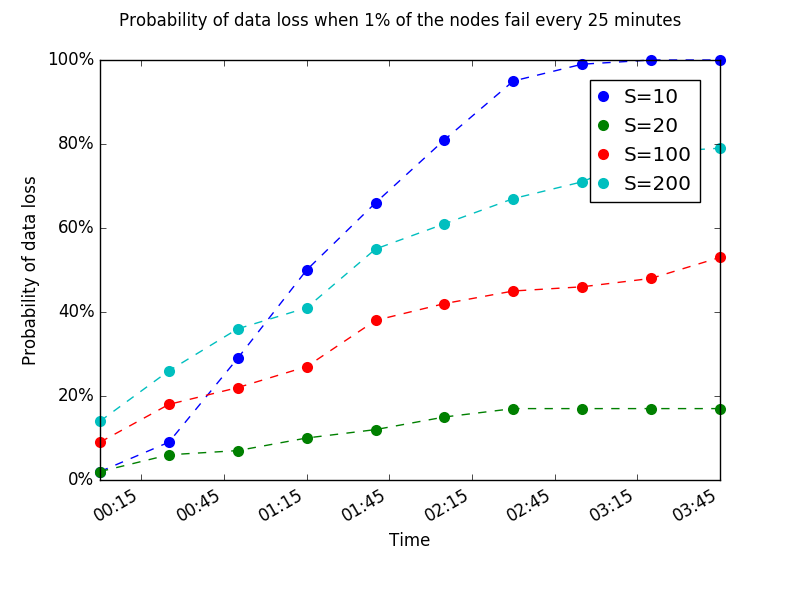 Probability of data loss when 1% of the nodes fail every 25 minutes
Probability of data loss
100%
80%
60%
40%
20%
0%
S=10
S=20
S=100
S=200
00:15
00:45
01:15
01:45
02:15
02:45
03:15
03:45
Time